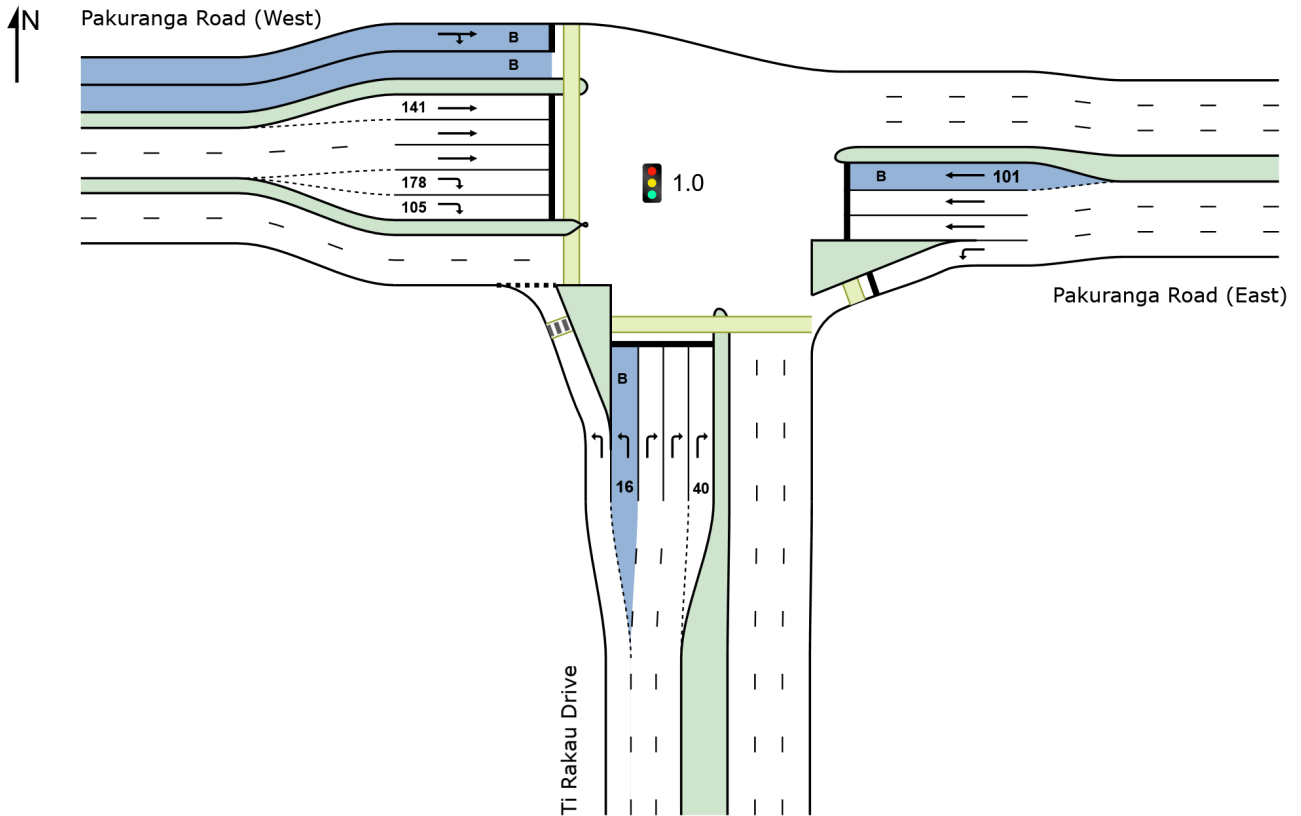 N
Pakuranga Road (West)
B
B
141
178
105
1.0
B 101
Pakuranga Road (East)
B
16 40
Ti Rakau Drive